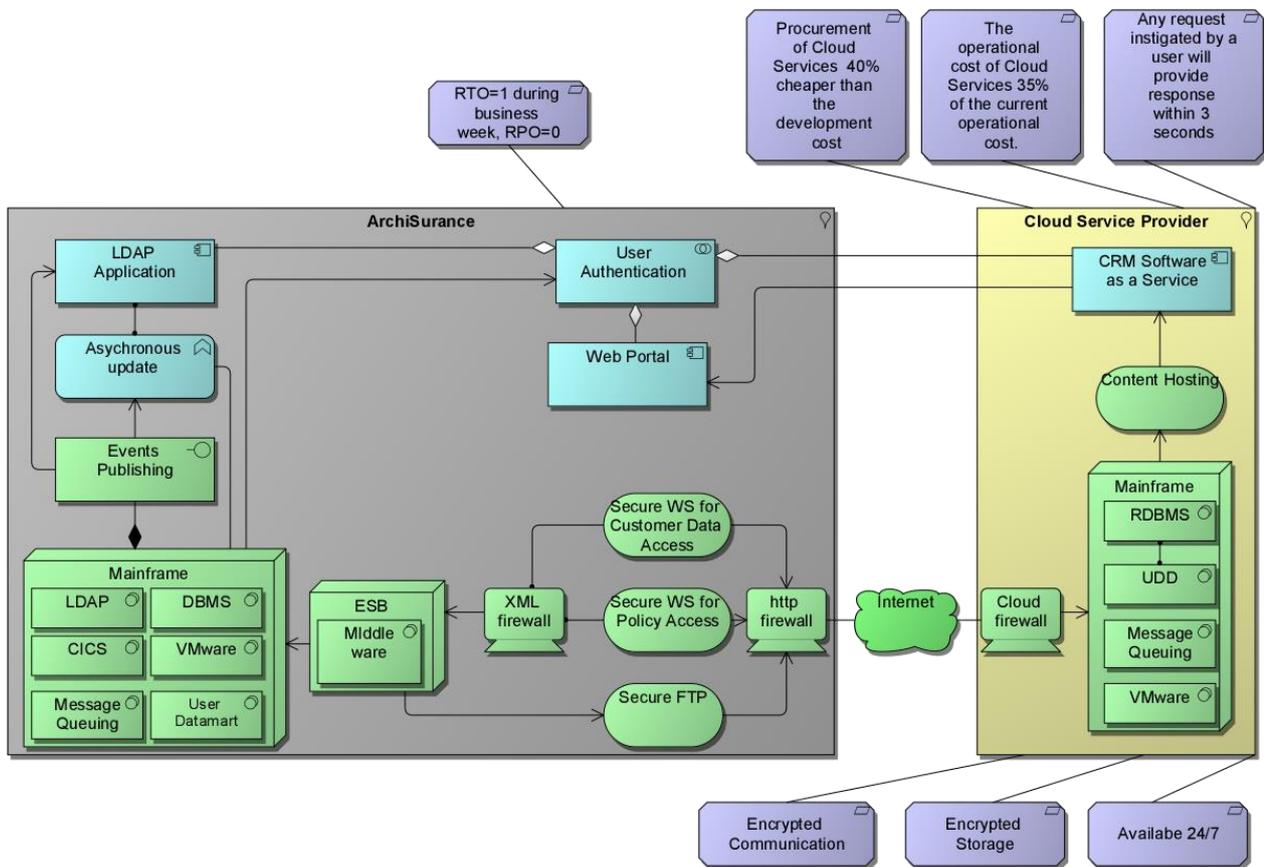 Procurement
of Cloud
Services 40%
cheaper than
the
development
cost
The
operational
cost of Cloud
Services 35%
of the current
operational
cost.
Any request
instigated by a
user will
provide
response
within 3
seconds
RTO=1 during
business
week, RPO=0
ArchiSurance
Cloud Service Provider
LDAP
Application
User
Authentication
CRM Software
as a Service
Asychronous
update
Web Portal
Content Hosting
Events
Publishing
Secure WS for
Customer Data
Access
Mainframe
LDAP
DBMS
CICS
VMware
Message
Queuing
User
Datamart
ESB
MIddle
ware
XML
firewall
Secure WS for
Policy Access
http
firewall
Secure FTP
Internet
Cloud
firewall
Mainframe
RDBMS
UDD
Message
Queuing
VMware
Encrypted
Communication
Encrypted
Storage
Availabe 24/7